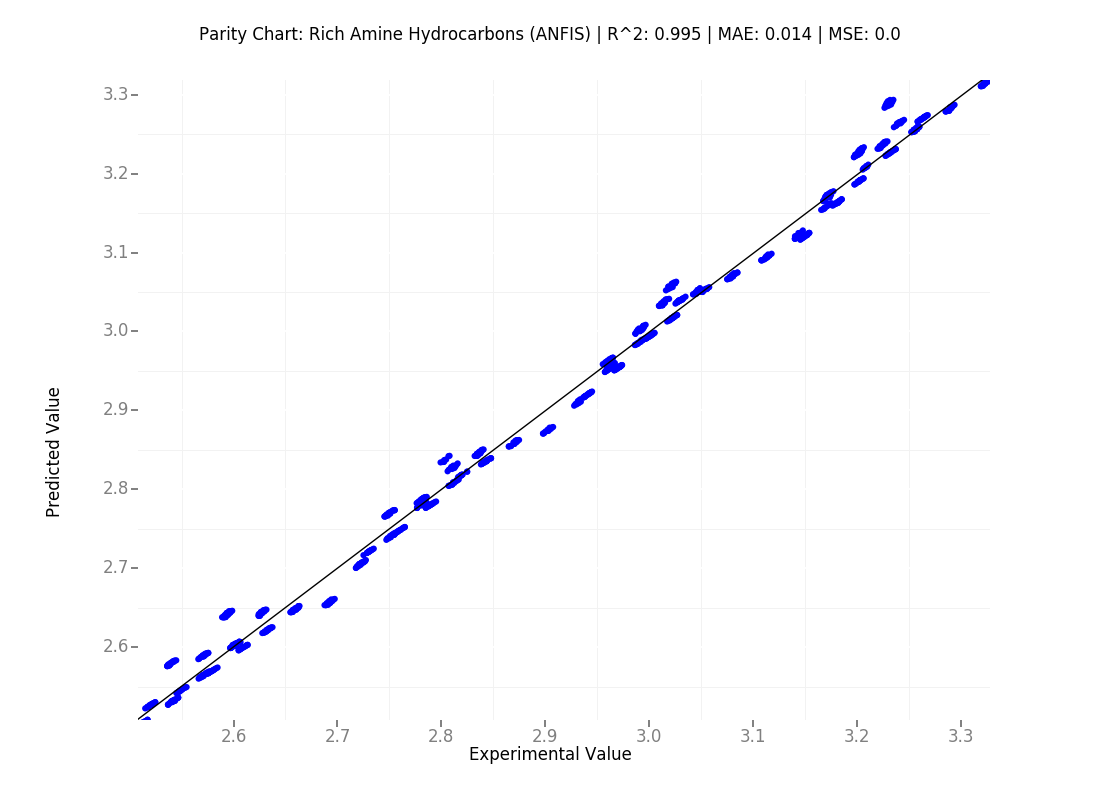 Parity Chart: Rich Amine Hydrocarbons (ANFIS) | R^2: 0.995 | MAE: 0.014 | MSE: 0.0
3.3
3.2
3.1
3.0
2.9
2.8
2.7
2.6
Predicted Value
2.6 2.7 2.8 2.9 3.0 3.1 3.2 3.3
Experimental Value